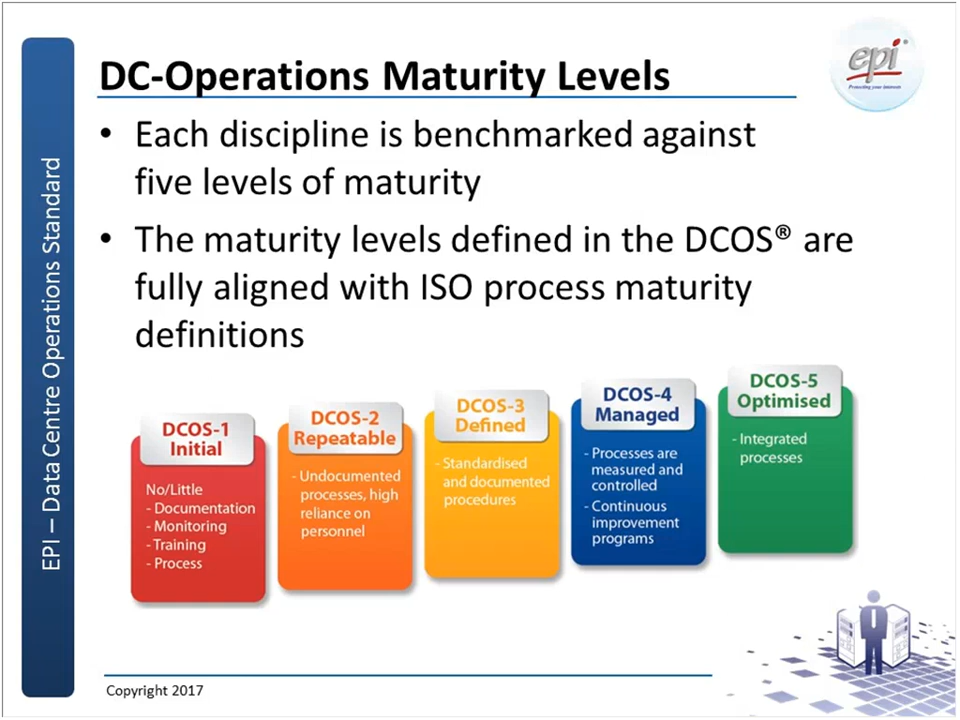 DC-Operations Maturity Levels
epi®
Protecting your interests
• Each discipline is benchmarked against
five levels of maturity
• The maturity levels defined in the DCOS® are
fully aligned with ISO process maturity
definitions
EPI – Data Centre Operations Standard
DCOS-1
Initial
No/Little
- Documentation
- Monitoring
- Training
- Process
DCOS-2
Repeatable
- Undocumented
processes, high
reliance on
personnel
DCOS-3
Defined
- Standardised
and documented
procedures
DCOS-4
Managed
- Processes are
measured and
controlled
- Continuous
improvement
programs
DCOS-5
Optimised
- Integrated
processes
Copyright 2017